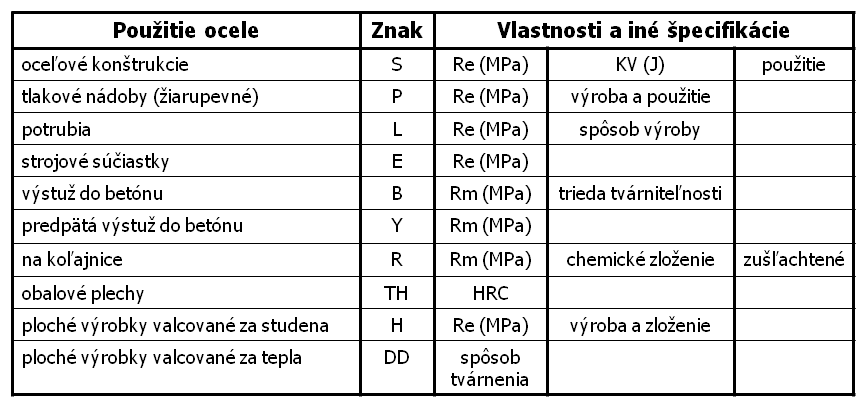 Použitie ocele Znak Vlastnosti a iné špecifikácie
oceľové konštrukcie S Re (MPa) KV (J) použitie
tlakové nádoby (žiarupevné) P Re (MPa) výroba a použitie
potrubia L Re (MPa) spôsob výroby
strojové súčiastky E Re (MPa)
výstuž do betónu B Rm (MPa) trieda tvárniteľnosti
predpätá výstuž do betónu Y Rm (MPa)
na koľajnice R Rm (MPa) chemické zloženie zušľachtené
obalové plechy TH HRC
ploché výrobky valcované za studena H Re (MPa) výroba a zloženie
ploché výrobky valcované za tepla DD spôsob
tvárnenia